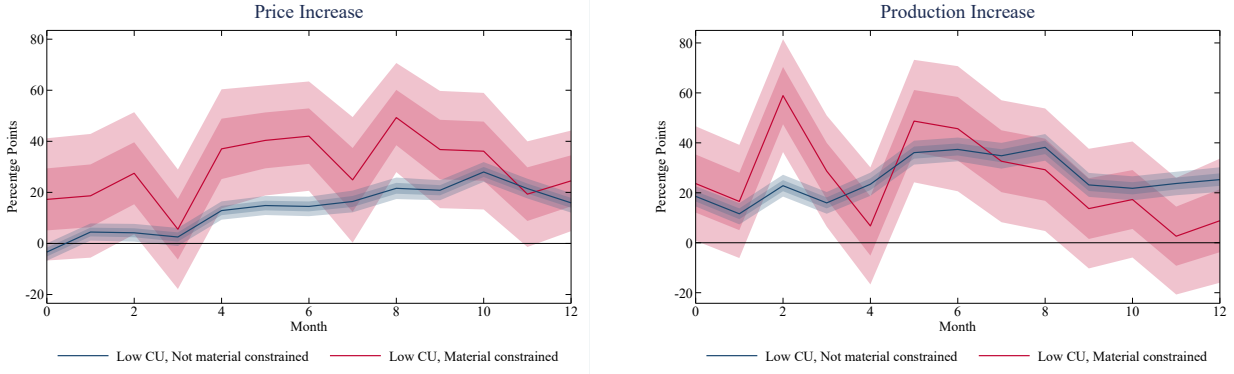 Price Increase
80
60
40
20
0
-20
Percentge Points
0 2 4 6 8 10 12
Month
Low CU, Not material constrained Low CU, Material constrained
Production Increase
80
60
40
20
0
-20
Percentge Points
0 2 4 6 8 10 12
Month
Low CU, Not material constrained Low CU, Material constrained